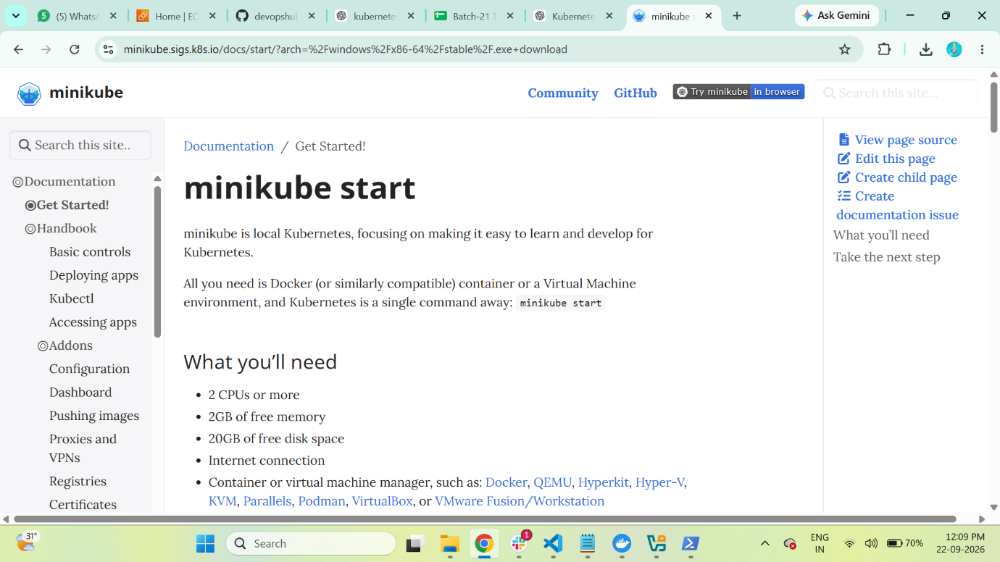 (5) WhatsA
Home | EC
devopshub
kubernete
Batch-21 T
Kubernete
minikube s
Ask Gemini
minikube.sigs.k8s.io/docs/start/?arch=%2Fwindows%2Fx86-64%2Fstable%2F.exe+download
minikube
Community
GitHub
Try minikube in browser
Search this site…
Search this site..
Documentation
Get Started!
Handbook
Basic controls
Deploying apps
Kubectl
Accessing apps
Addons
Configuration
Dashboard
Pushing images
Proxies and
VPNs
Registries
Certificates
Documentation / Get Started!
minikube start
minikube is local Kubernetes, focusing on making it easy to learn and develop for
Kubernetes.
All you need is Docker (or similarly compatible) container or a Virtual Machine
environment, and Kubernetes is a single command away: minikube start
What you’ll need
• 2 CPUs or more
• 2GB of free memory
• 20GB of free disk space
• Internet connection
• Container or virtual machine manager, such as: Docker, QEMU, Hyperkit, Hyper-V,
KVM, Parallels, Podman, VirtualBox, or VMware Fusion/Workstation
View page source
Edit this page
Create child page
Create
documentation issue
What you’ll need
Take the next step
31°
Search
1
ENG
IN
70%
12:09 PM
22-09-2026